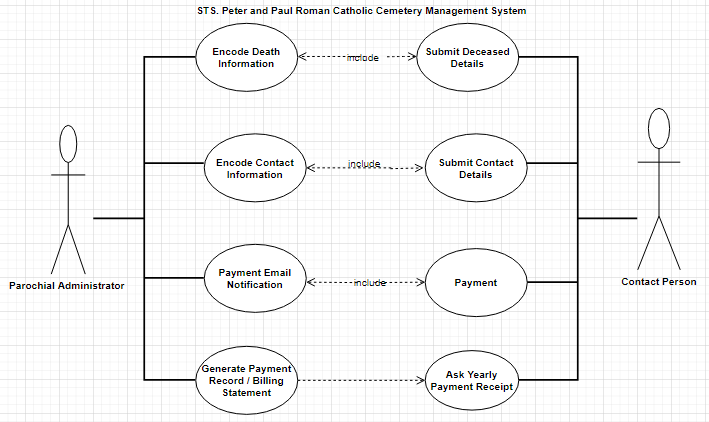 STS. Peter and Paul Roman Catholic Cemetery Management System
Encode Death
Information
include
Submit Deceased
Details
Encode Contact
Information
include
Submit Contact
Details
Parochial Administrator
Contact Person
Payment Email
Notification
include
Payment
Generate Payment
Record / Billing
Statement
Ask Yearly
Payment Receipt